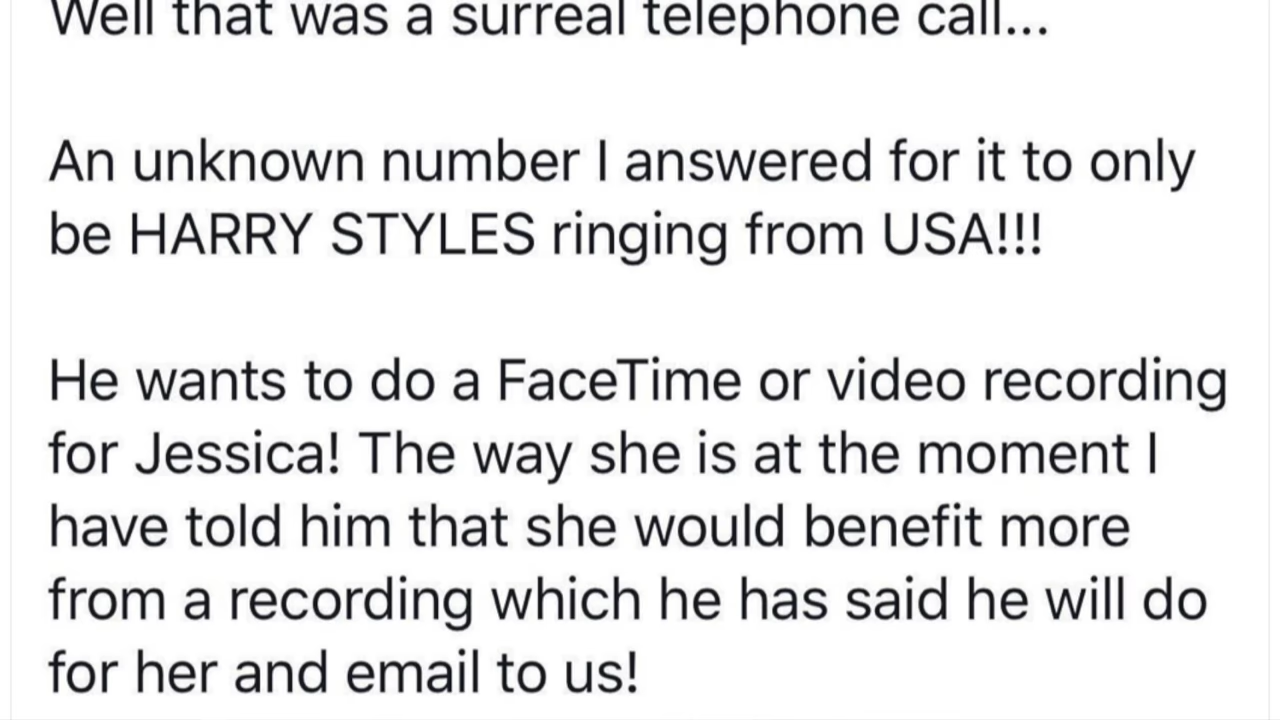 Well that was a surreal telephone call...
An unknown number I answered for it to only
be HARRY STYLES ringing from USA!!!
He wants to do a FaceTime or video recording
for Jessica! The way she is at the moment I
have told him that she would benefit more
from a recording which he has said he will do
for her and email to us!